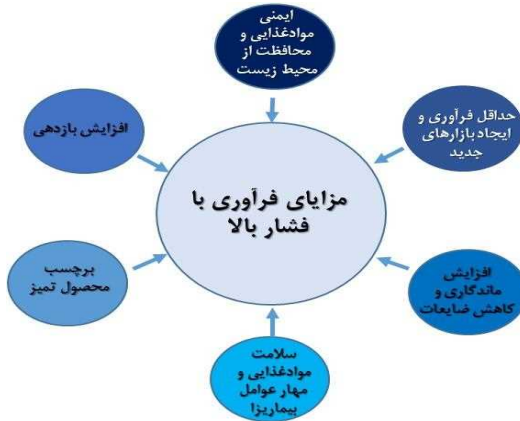 ایمنی
موادغذایی و
محافظت از
محیط زیست
حداقل فرآوری و
ایجاد بازارهای
جدید
افزایش بازدهی
مزایای فرآوری با
فشار بالا
برچسب
محصول تمیز
افزایش
ماندگاری و
کاهش ضایعات
سلامت
موادغذایی و
مهار عوامل
بیماریزا